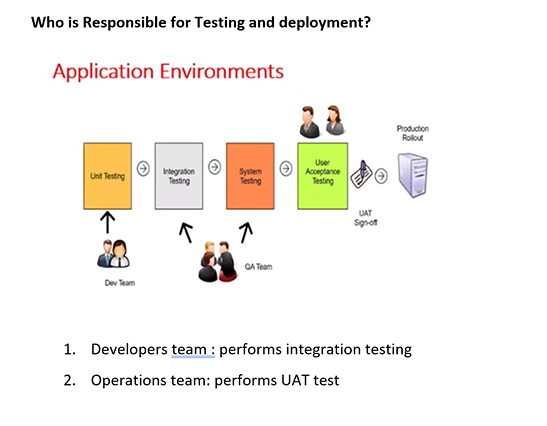 Who is Responsible for Testing and deployment?
Application Environments
Production
Rollout
Unit Testing
Integration
Testing
System
Testing
User
Acceptance
Testing
UAT
Sign-off
QA Team
Dev Team
1. Developers team : performs integration testing
2. Operations team: performs UAT test